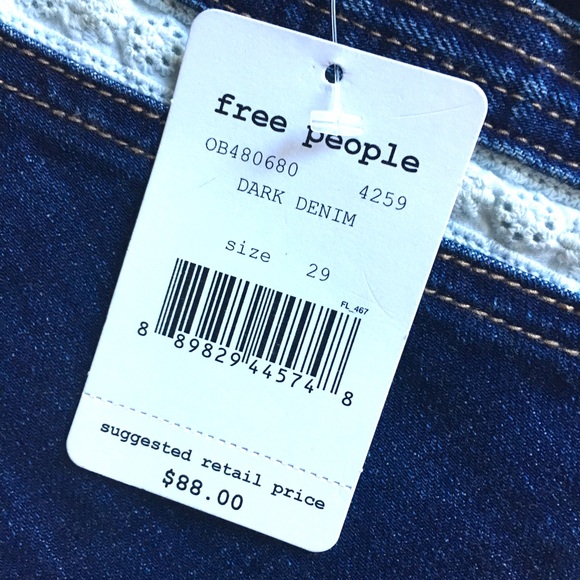 free people
OB480680 4259
DARK DENIM
size 29
FL_467
8 89829 44574 8
suggested retail price
$88.00